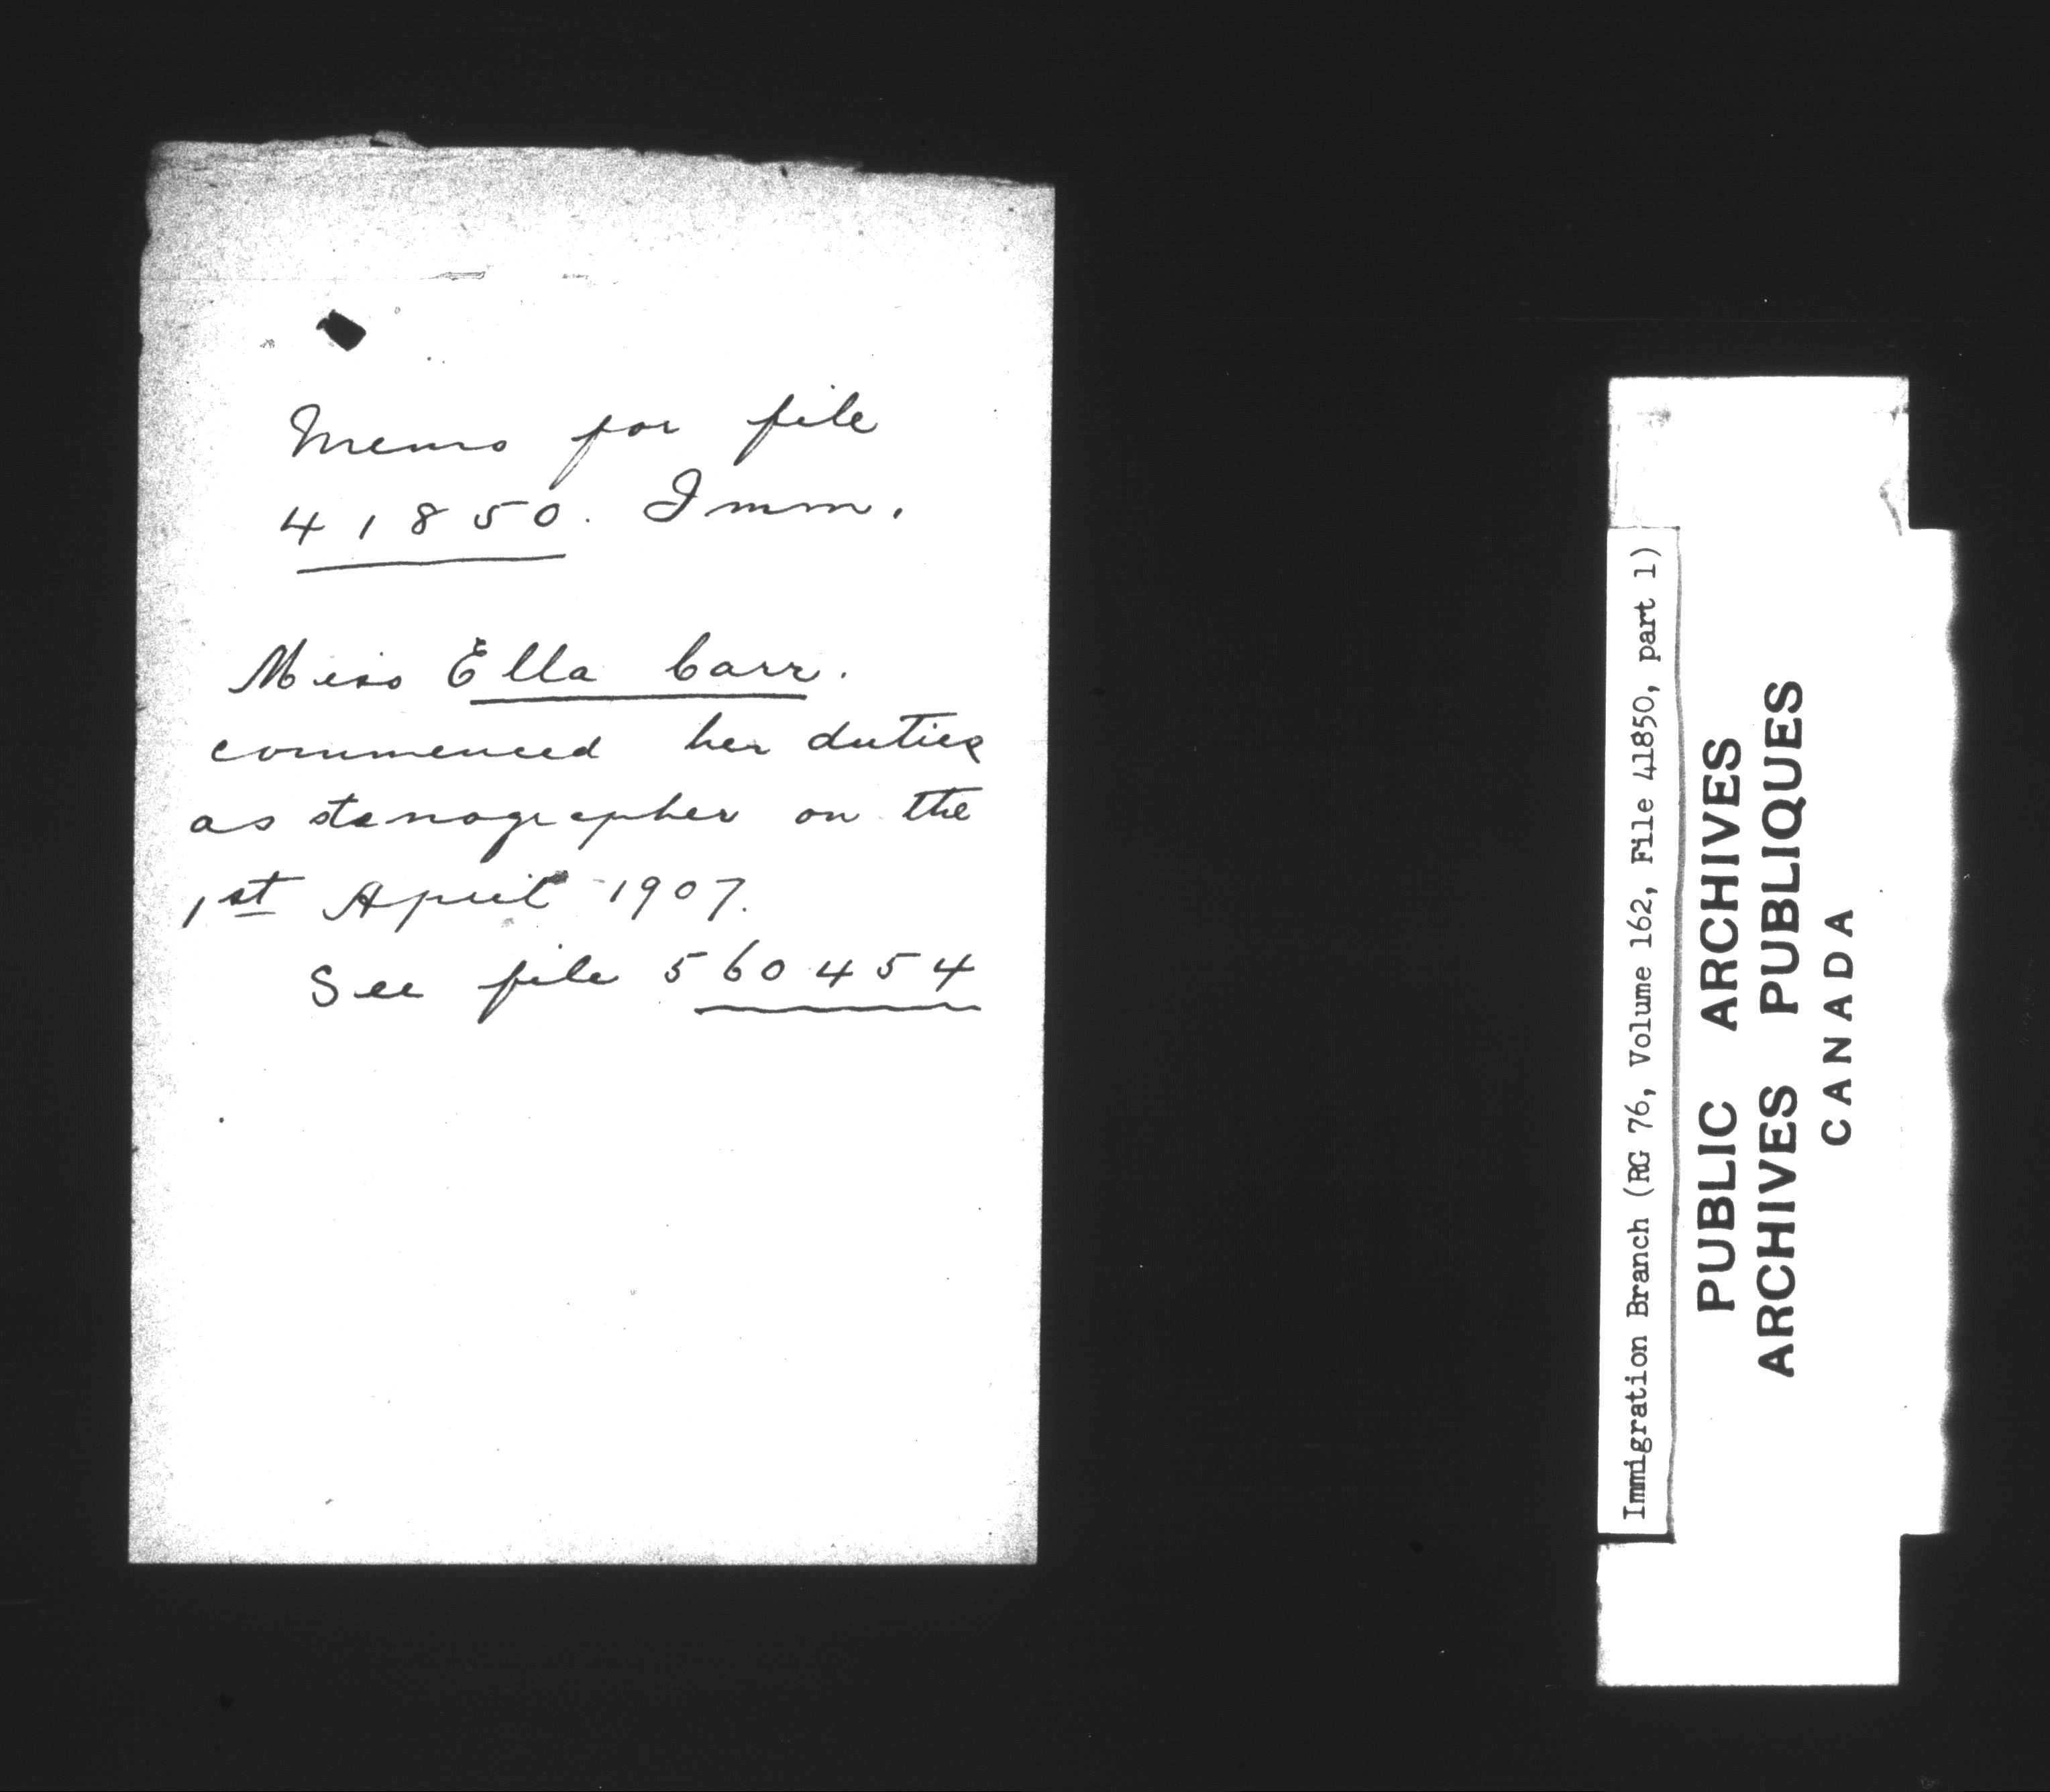 Memo for file
41850. Imm.
Miss Ella Carr.
commenced her duties
as stenographer on the
1st April 1907.
See file 560454
Immigration Branch (RG 76, Volume 162, File 41850, part 1)
PUBLIC ARCHIVES
ARCHIVES PUBLIQUES
CANADA